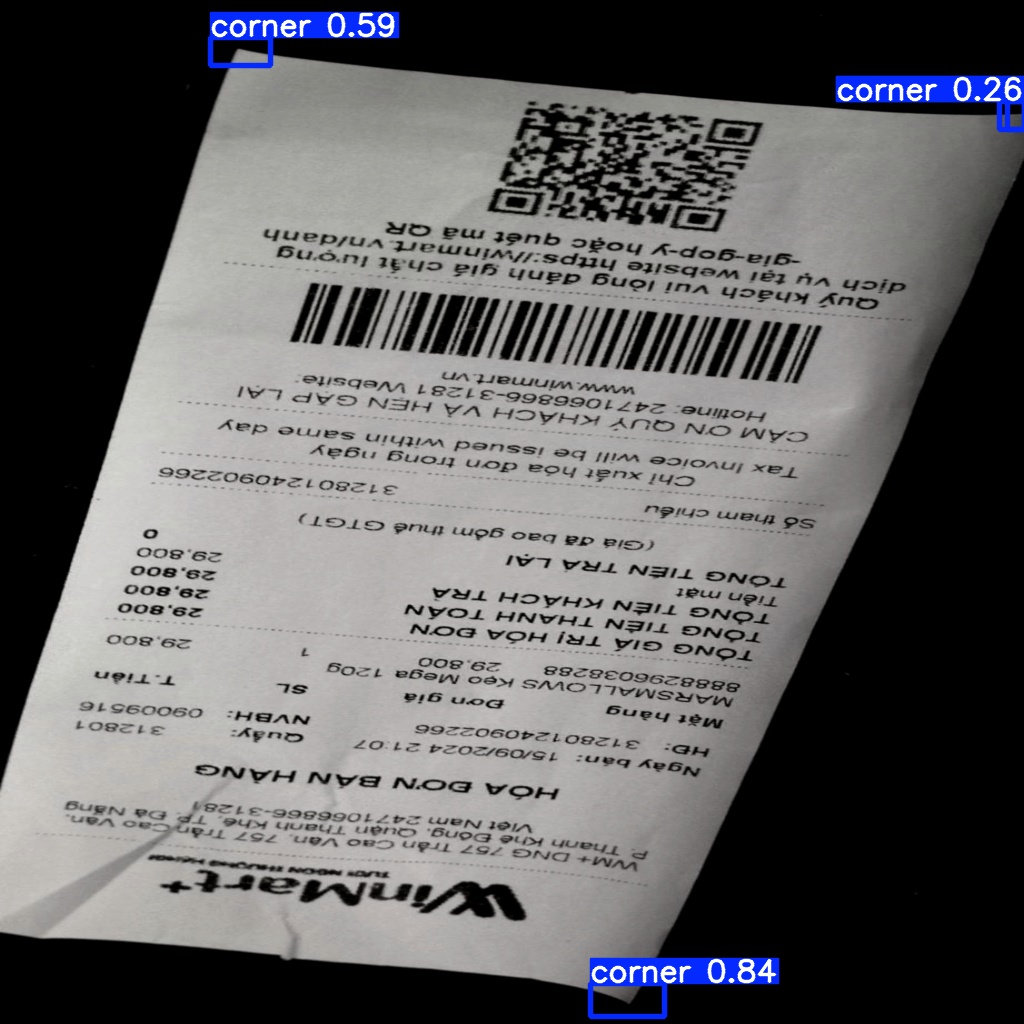 corner 0.59
corner 0.26
corner 0.84
WinMart+
TƯƠI NGON THƯỢNG HẠNG
WM+ DNG 757 Trần Cao Vân, 757 Trần Cao Vân,
P. Thanh Khê Đông, Quận Thanh Khê, TP. Đà Nẵng
Việt Nam 2471066866-31281
HÓA ĐƠN BÁN HÀNG
Ngày bán: 15/09/2024 21:07 Quầy: 312801
HĐ: 312801240902266 NVBH: 09009516
Mặt hàng Đơn giá SL T.Tiền
MARSMALLOWS Kẹo Mega 120g
8888296038288 29.800 1 29.800
TỔNG GIÁ TRỊ HÓA ĐƠN 29.800
TỔNG TIỀN THANH TOÁN 29.800
TỔNG TIỀN KHÁCH TRẢ 29.800
Tiền mặt 29.800
TỔNG TIỀN TRẢ LẠI 0
(Giá đã bao gồm thuế GTGT)
Số tham chiếu 312801240902266
Chỉ xuất hóa đơn trong ngày
Tax Invoice will be issued within same day
CẢM ƠN QUÝ KHÁCH VÀ HẸN GẶP LẠI
Hotline: 2471066866-31281 Website:
www.winmart.vn
Quý khách vui lòng đánh giá chất lượng
dịch vụ tại website https://winmart.vn/danh
-gia-gop-y hoặc quét mã QR